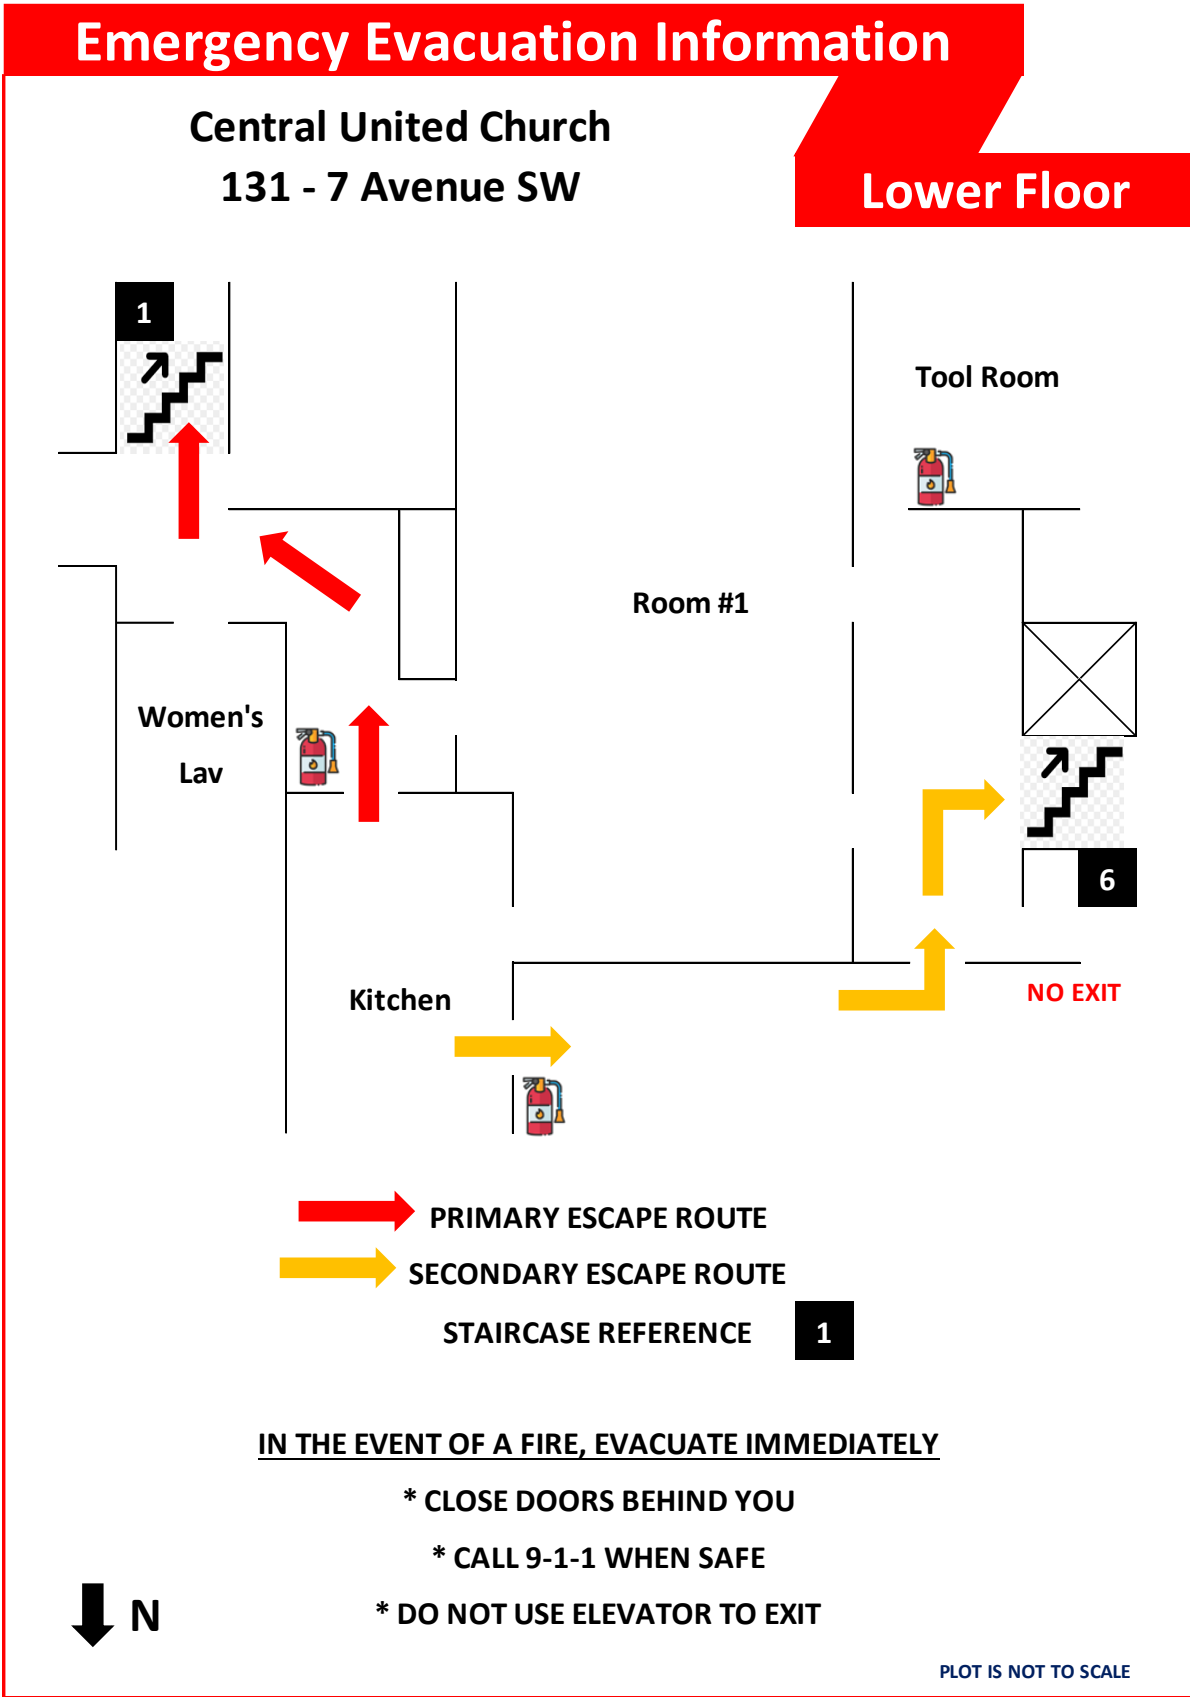 Emergency Evacuation Information
Central United Church
131 - 7 Avenue SW
Lower Floor
1
Tool Room
Room #1
Women's
Lav
6
Kitchen
NO EXIT
PRIMARY ESCAPE ROUTE
SECONDARY ESCAPE ROUTE
STAIRCASE REFERENCE 1
IN THE EVENT OF A FIRE, EVACUATE IMMEDIATELY
* CLOSE DOORS BEHIND YOU
* CALL 9-1-1 WHEN SAFE
* DO NOT USE ELEVATOR TO EXIT
N
PLOT IS NOT TO SCALE